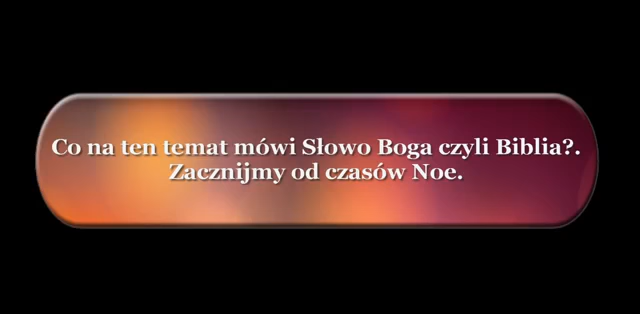 Co na ten temat mówi Słowo Boga czyli Biblia?.
Zacznijmy od czasów Noe.